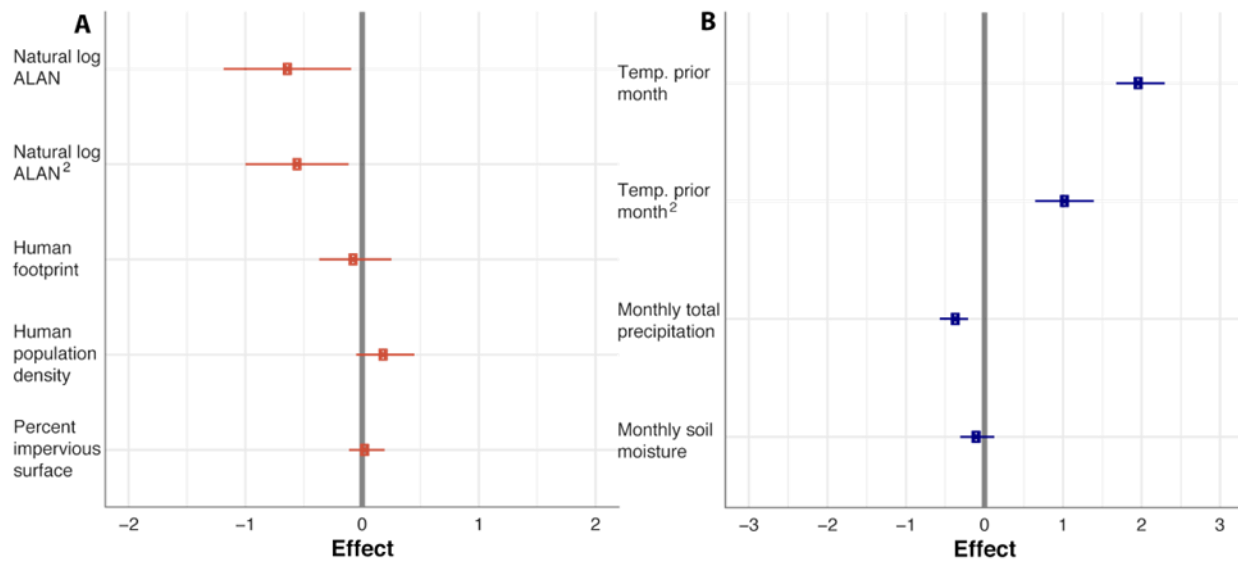 A
Natural log
ALAN
Natural log
ALAN²
Human
footprint
Human
population
density
Percent
impervious
surface
−2 −1 0 1 2
Effect
B
Temp. prior
month
Temp. prior
month²
Monthly total
precipitation
Monthly soil
moisture
−3 −2 −1 0 1 2 3
Effect